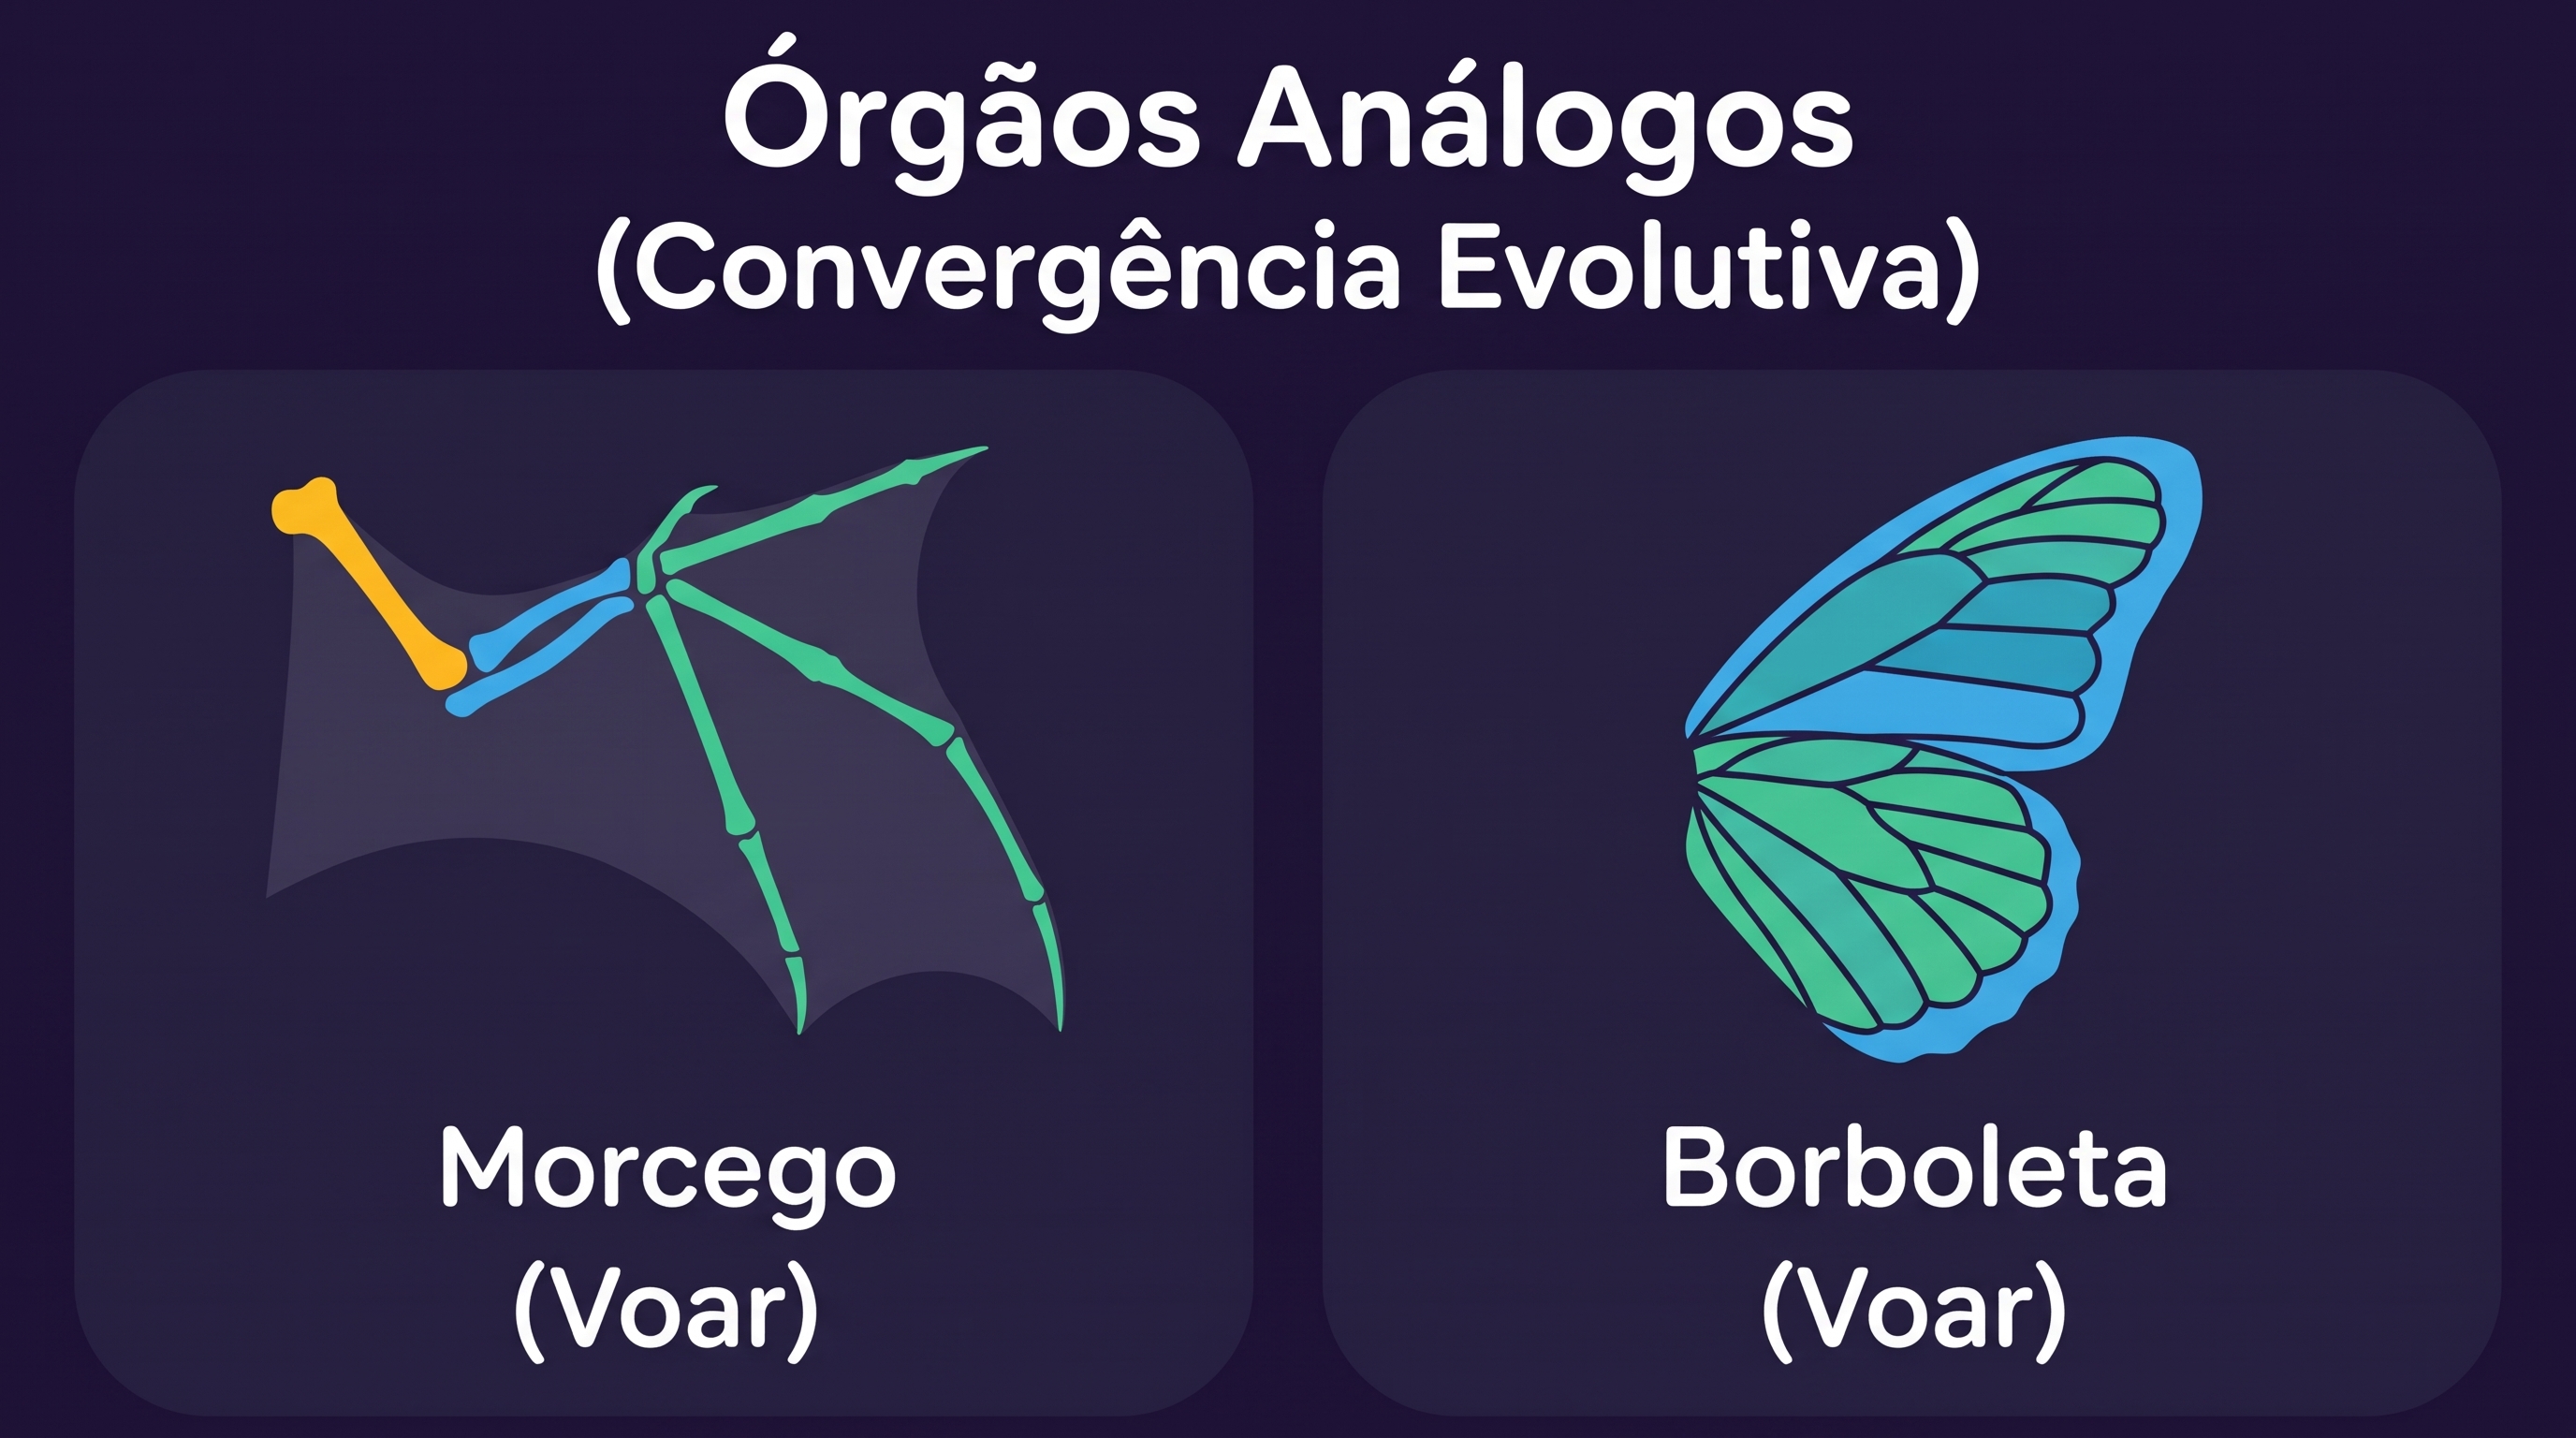 Órgãos Análogos
(Convergência Evolutiva)
Morcego
(Voar)
Borboleta
(Voar)